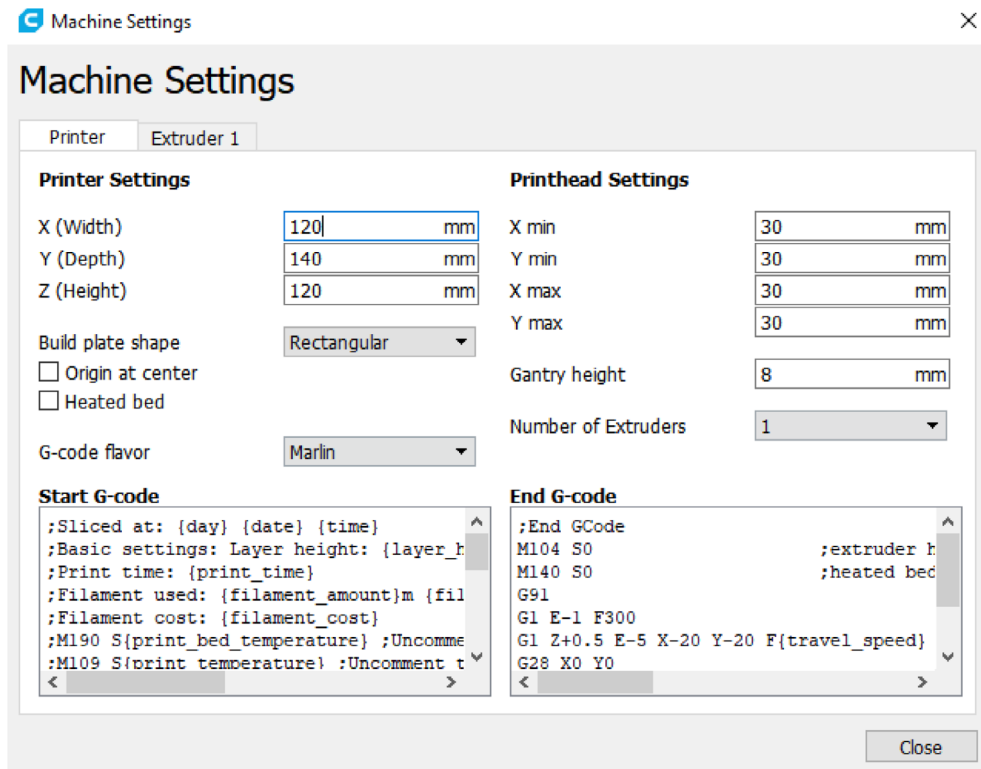 Machine Settings
Machine Settings
Printer
Extruder 1
Printer Settings
X (Width) 120 mm
Y (Depth) 140 mm
Z (Height) 120 mm
Build plate shape Rectangular
Origin at center
Heated bed
G-code flavor Marlin
Printhead Settings
X min 30 mm
Y min 30 mm
X max 30 mm
Y max 30 mm
Gantry height 8 mm
Number of Extruders 1
Start G-code
;Sliced at: {day} {date} {time}
;Basic settings: Layer height: {layer_h
;Print time: {print_time}
;Filament used: {filament_amount}m {fil
;Filament cost: {filament_cost}
;M190 S{print_bed_temperature} ;Uncomme
;M109 S{print_temperature} ;Uncomment t
End G-code
;End GCode
M104 S0 ;extruder h
M140 S0 ;heated bed
G91
G1 E-1 F300
G1 Z+0.5 E-5 X-20 Y-20 F{travel_speed}
G28 X0 Y0
Close